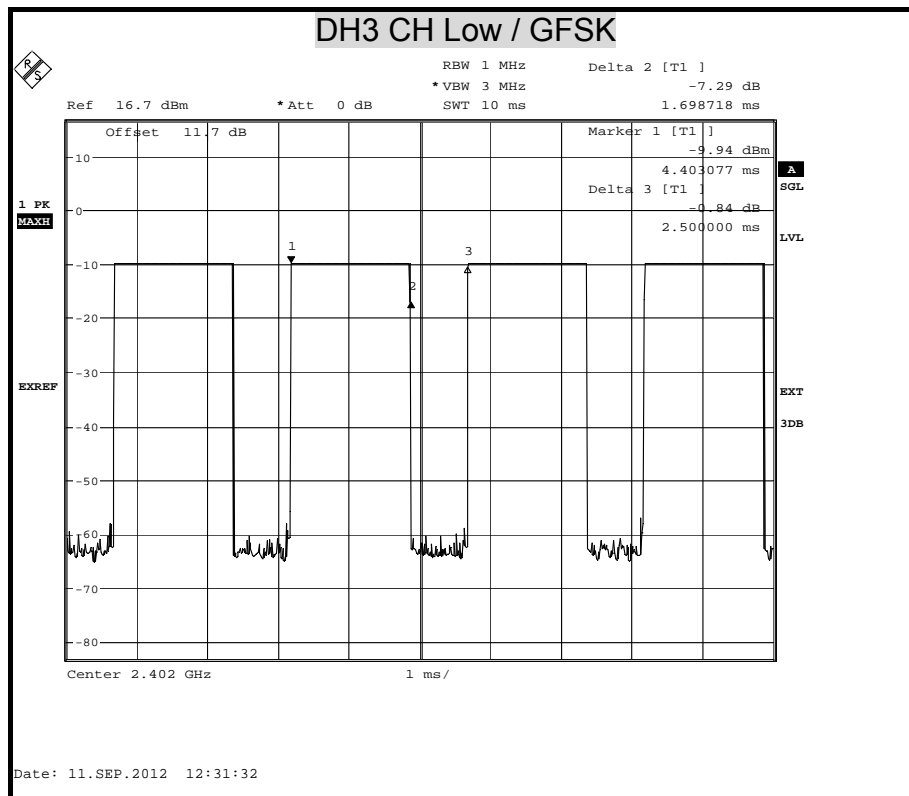 DH3 CH Low / GFSK
R S
RBW 1 MHz
Delta 2 [T1 ]
*VBW 3 MHz
-7.29 dB
Ref 16.7 dBm
*Att 0 dB
SWT 10 ms
1.698718 ms
Offset 11.7 dB
Marker 1 [T1 ]
-9.94 dBm
4.403077 ms
Delta 3 [T1 ]
-0.84 dB
2.500000 ms
A
SGL
LVL
1 PK
MAXH
EXREF
EXT
3DB
10
0
-10
-20
-30
-40
-50
-60
-70
-80
1
2
3
Center 2.402 GHz
1 ms/
Date: 11.SEP.2012 12:31:32